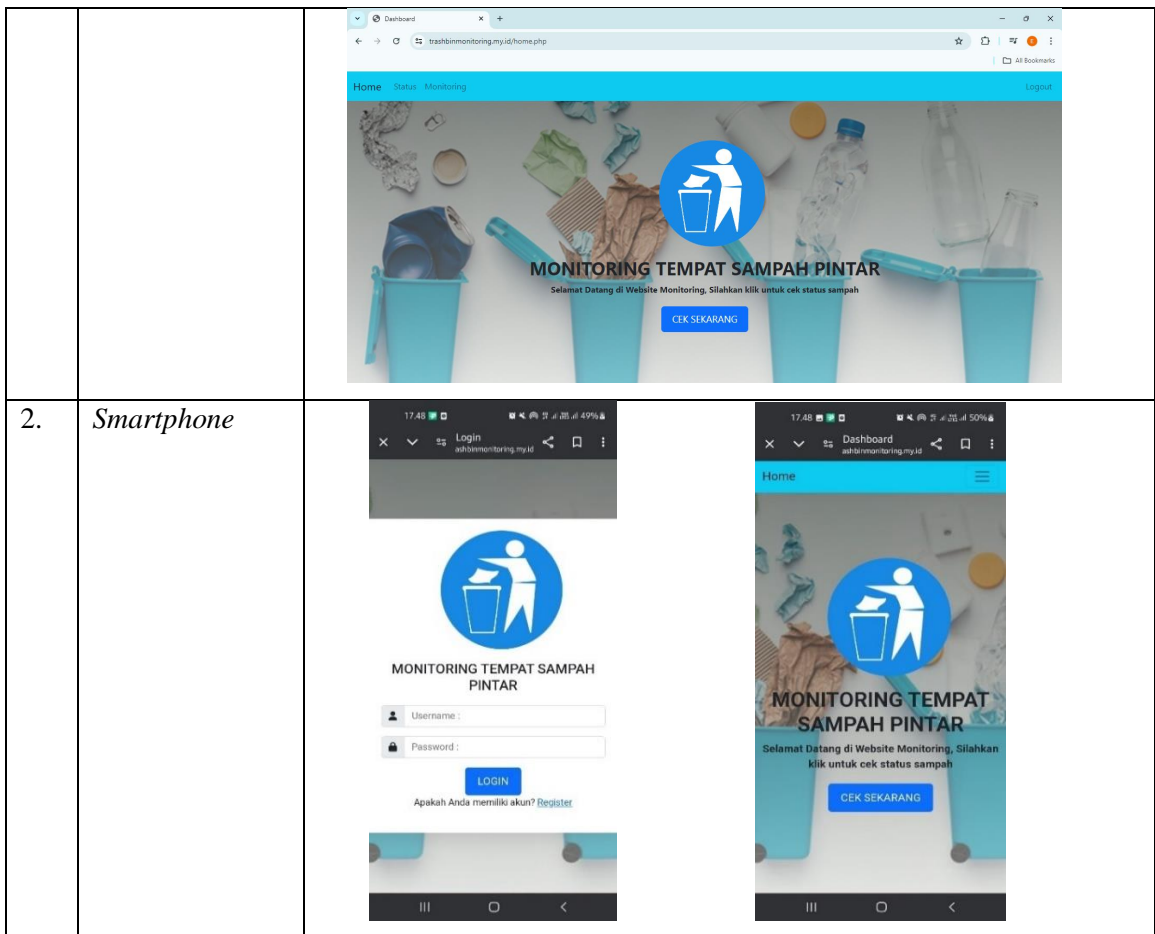 Dashboard
trashbinmonitoring.my.id/home.php
All Bookmarks
Home Status Monitoring Logout
MONITORING TEMPAT SAMPAH PINTAR
Selamat Datang di Website Monitoring, Silahkan klik untuk cek status sampah
CEK SEKARANG
2. Smartphone
17.48 49%
Login
ashbinmonitoring.my.id
MONITORING TEMPAT SAMPAH
PINTAR
Username :
Password :
LOGIN
Apakah Anda memiliki akun? Register
17.48 50%
Dashboard
ashbinmonitoring.my.id
Home
MONITORING TEMPAT
SAMPAH PINTAR
Selamat Datang di Website Monitoring, Silahkan
klik untuk cek status sampah
CEK SEKARANG